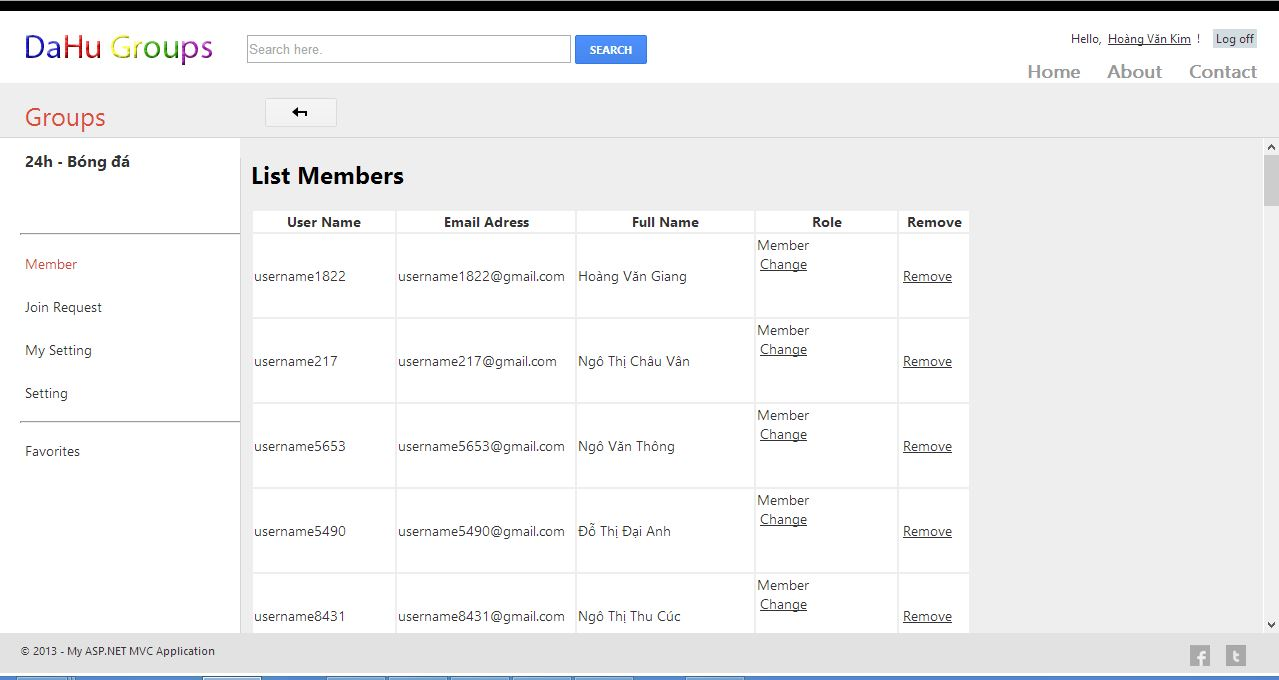 DaHu Groups
Search here.
SEARCH
Hello, Hoàng Văn Kim ! Log off
Home About Contact
Groups
24h - Bóng đá
Member
Join Request
My Setting
Setting
Favorites
List Members
User Name Email Adress Full Name Role Remove
username1822 username1822@gmail.com Hoàng Văn Giang Member Change Remove
username217 username217@gmail.com Ngô Thị Châu Vân Member Change Remove
username5653 username5653@gmail.com Ngô Văn Thông Member Change Remove
username5490 username5490@gmail.com Đỗ Thị Đại Anh Member Change Remove
username8431 username8431@gmail.com Ngô Thị Thu Cúc Member Change Remove
© 2013 - My ASP.NET MVC Application